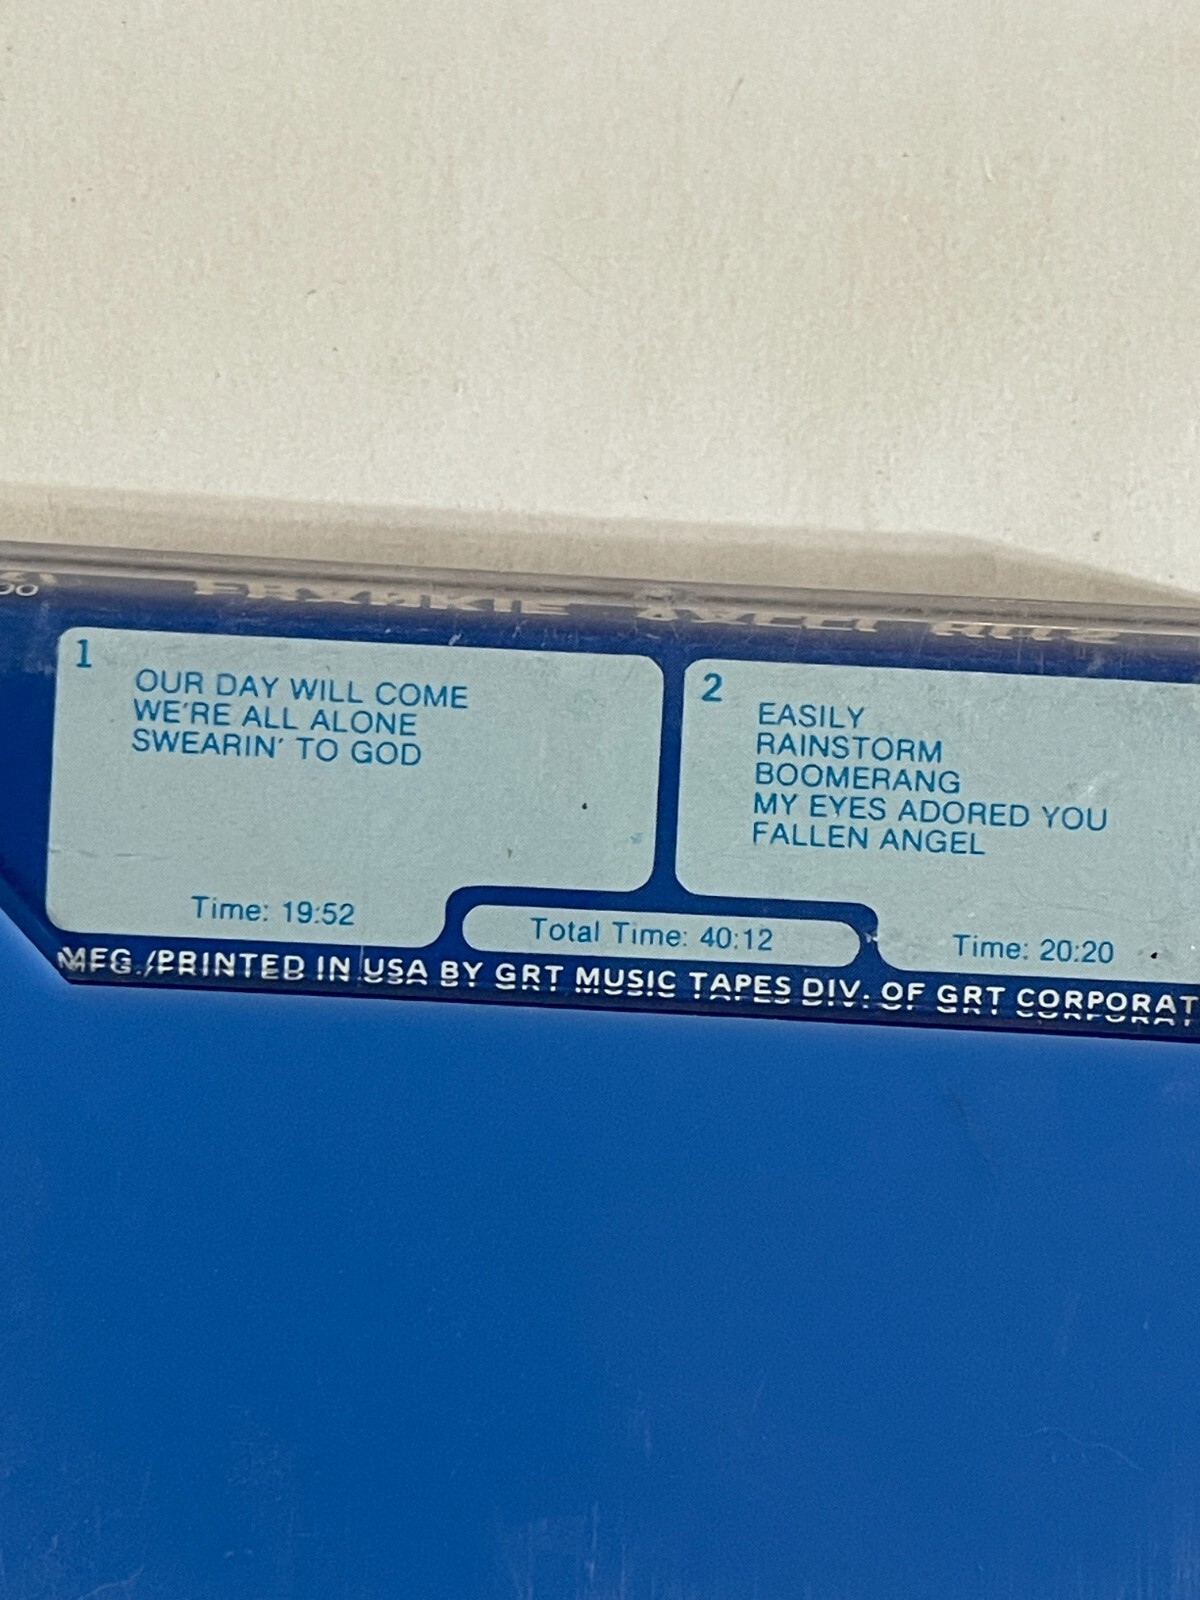 FRANKIE
1
OUR DAY WILL COME
WE'RE ALL ALONE
SWEARIN' TO GOD
Time: 19:52
2
EASILY
RAINSTORM
BOOMERANG
MY EYES ADORED YOU
FALLEN ANGEL
Time: 20:20
Total Time: 40:12
MFG./PRINTED IN USA BY GRT MUSIC TAPES DIV. OF GRT CORPORAT